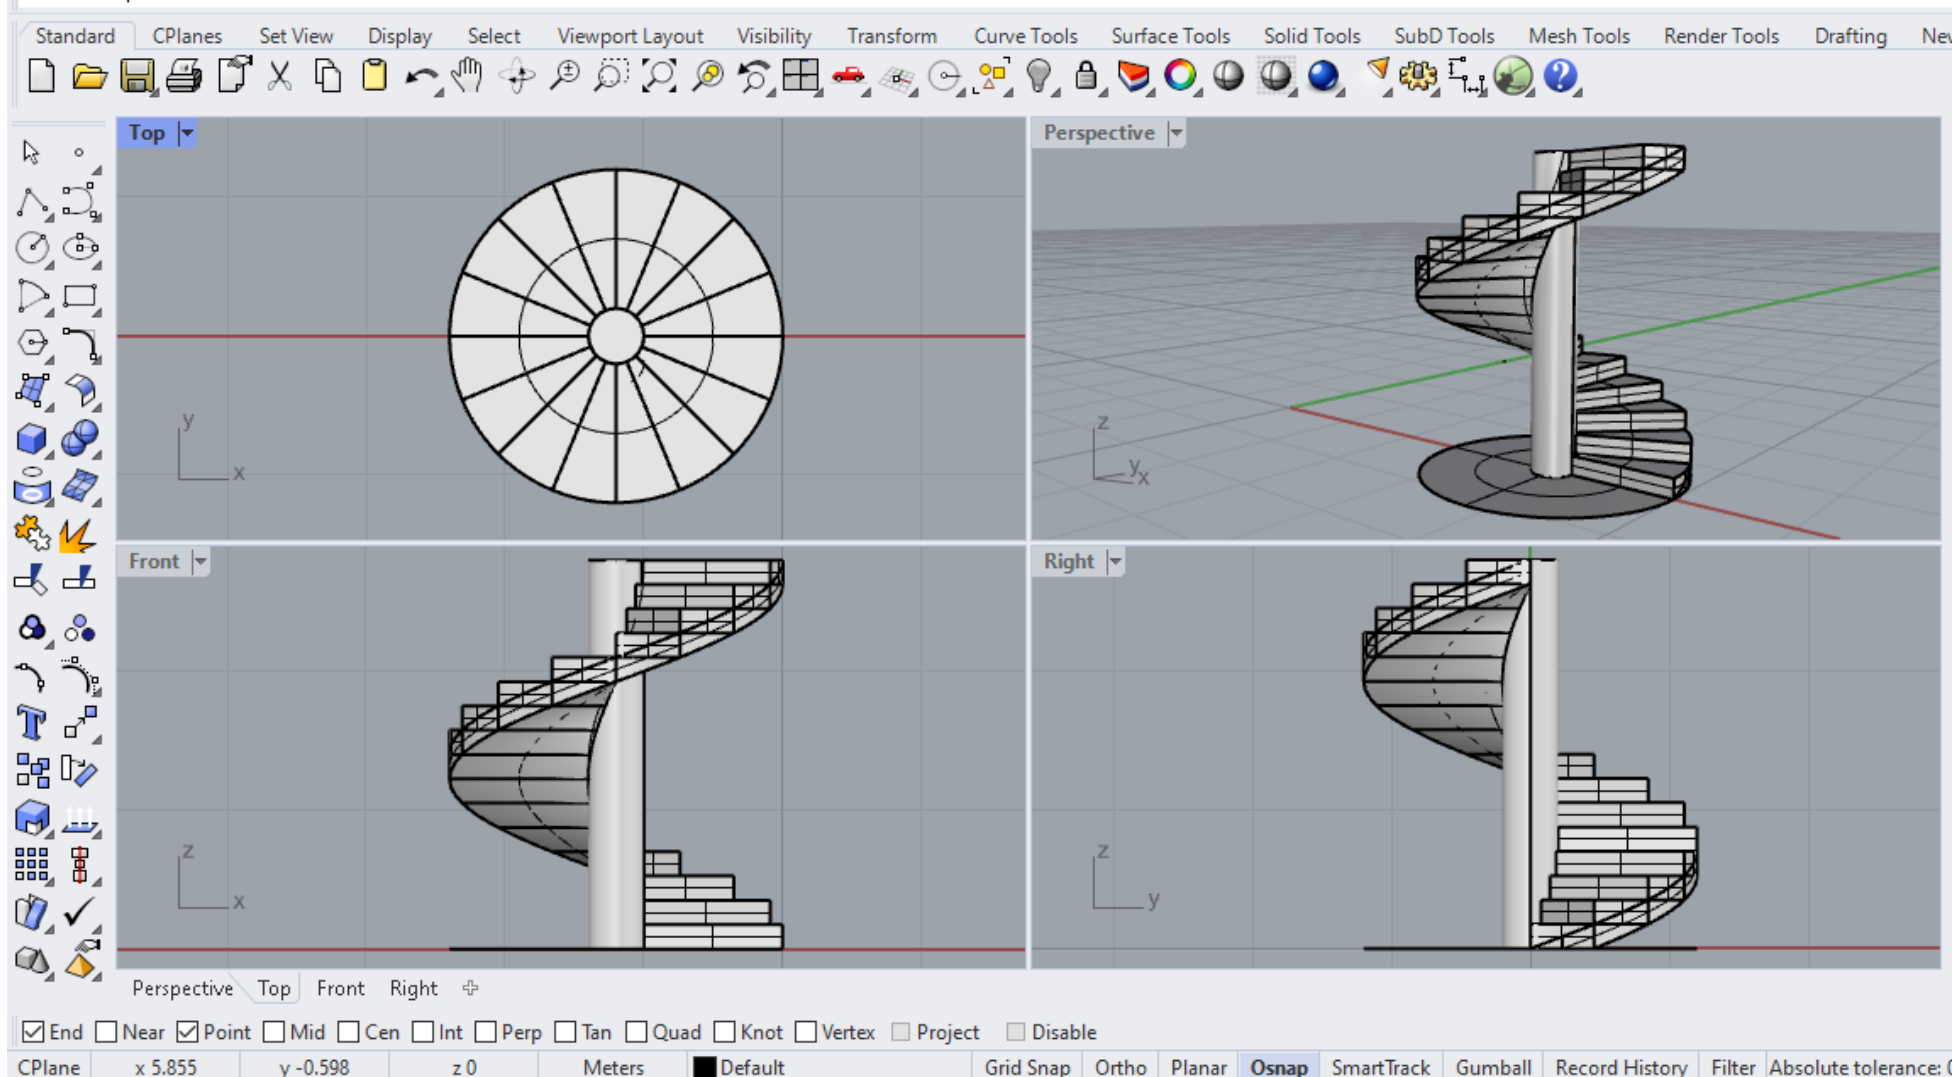 Standard CPlanes Set View Display Select Viewport Layout Visibility Transform Curve Tools Surface Tools Solid Tools SubD Tools Mesh Tools Render Tools Drafting
Top
Perspective
y
x
z
y
x
Front
Right
z
x
z
y
Perspective Top Front Right
End Near Point Mid Cen Int Perp Tan Quad Knot Vertex Project Disable
CPlane x 5.855 y -0.598 z 0 Meters Default Grid Snap Ortho Planar Osnap SmartTrack Gumball Record History Filter Absolute tolerance: